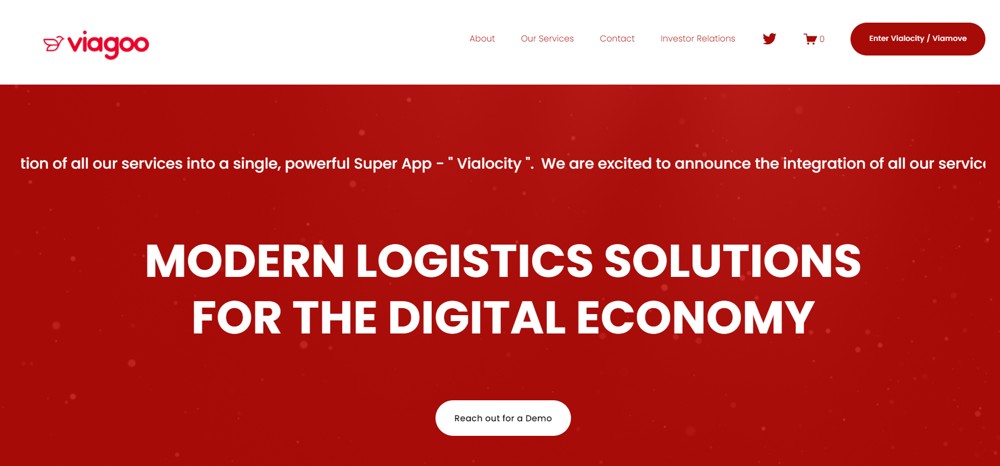 viagoo
About Our Services Contact Investor Relations 0 Enter Vialocity / Viamove
of all our services into a single, powerful Super App - " Vialocity ". We are excited to announce the integration of all our
MODERN LOGISTICS SOLUTIONS
FOR THE DIGITAL ECONOMY
Reach out for a Demo